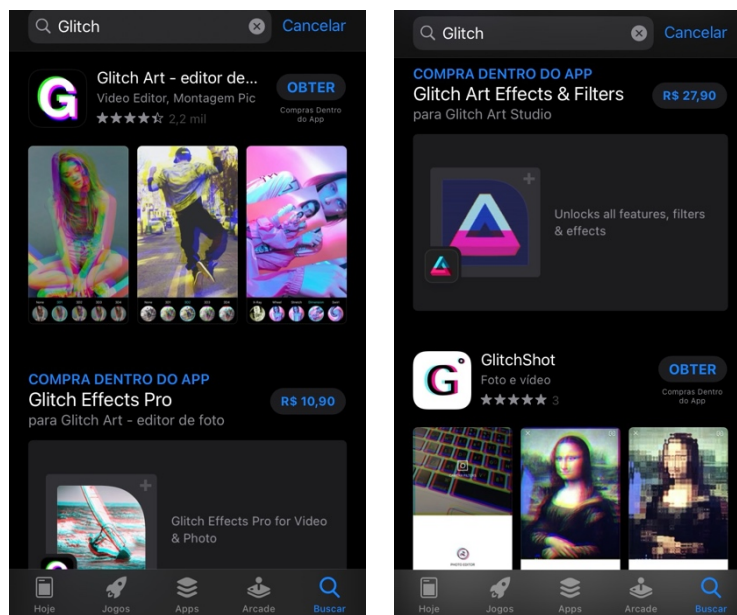 Glitch
Cancelar
G
Glitch Art - editor de...
Video Editor, Montagem Pic
2,2 mil
OBTER
Compras Dentro
do App
COMPRA DENTRO DO APP
Glitch Effects Pro
para Glitch Art - editor de foto
R$ 10,90
Glitch Effects Pro for Video
& Photo
Hoje
Jogos
Apps
Arcade
Buscar
Glitch
Cancelar
COMPRA DENTRO DO APP
Glitch Art Effects & Filters
para Glitch Art Studio
R$ 27,90
Unlocks all features, filters
& effects
G
GlitchShot
Foto e vídeo
3
OBTER
Compras Dentro
do App
PHOTO EDITOR
Hoje
Jogos
Apps
Arcade
Buscar